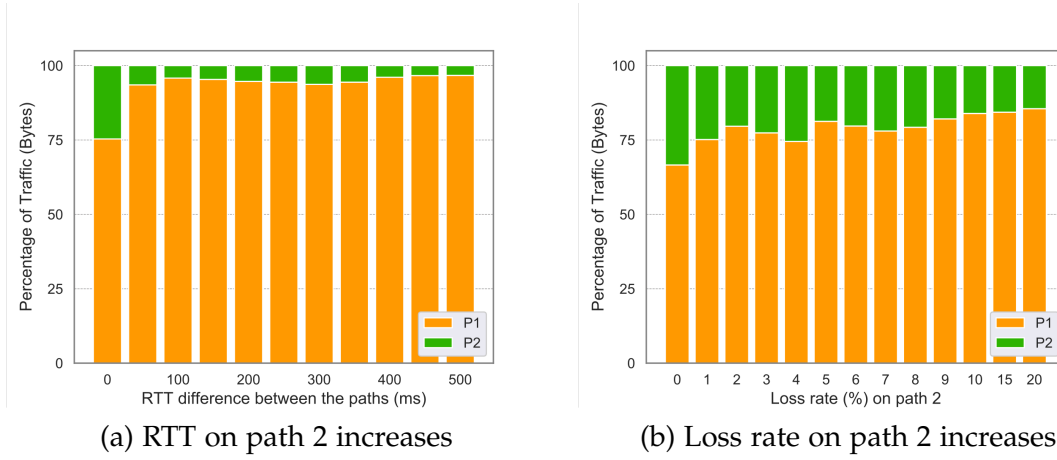 100
75
50
25
0
Percentage of Traffic (Bytes)
P1
P2
0 100 200 300 400 500
RTT difference between the paths (ms)
(a) RTT on path 2 increases
100
75
50
25
0
Percentage of Traffic (Bytes)
P1
P2
0 1 2 3 4 5 6 7 8 9 10 15 20
Loss rate (%) on path 2
(b) Loss rate on path 2 increases